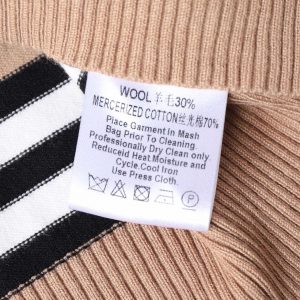 WOOL 羊毛30%
MERCERIZED COTTON丝光棉70%
Place Garment In Mash
Bag Prior To Cleaning.
Professionally Dry Clean only
Reduceid Heat Moisture and
Cycle.Cool Iron
Use Press Cloth.
P